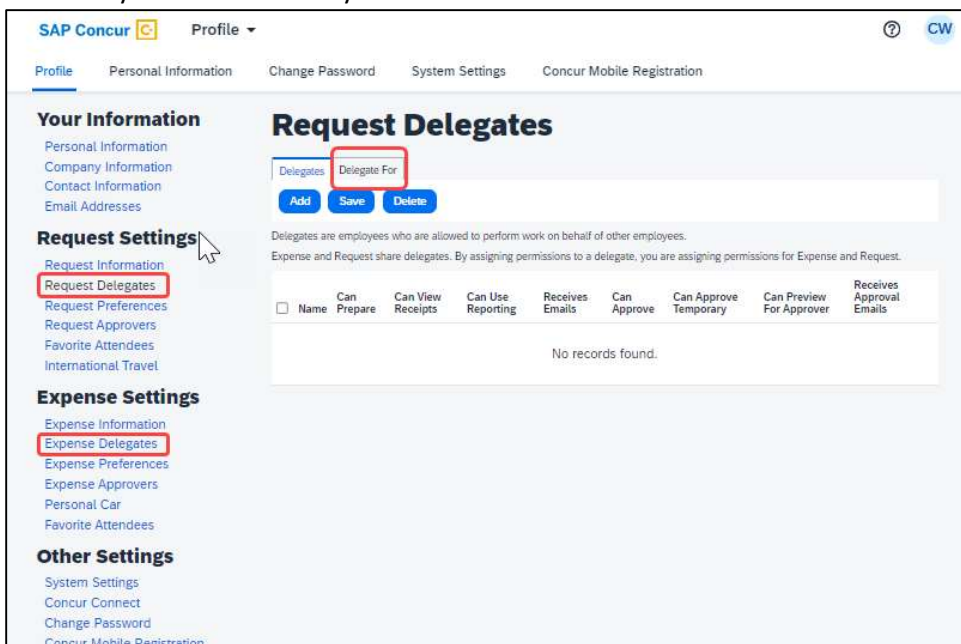 SAP Concur C Profile
CW
Profile Personal Information Change Password System Settings Concur Mobile Registration
Your Information
Personal Information
Company Information
Contact Information
Email Addresses
Request Settings
Request Information
Request Delegates
Request Preferences
Request Approvers
Favorite Attendees
International Travel
Expense Settings
Expense Information
Expense Delegates
Expense Preferences
Expense Approvers
Personal Car
Favorite Attendees
Other Settings
System Settings
Concur Connect
Change Password
Concur Mobile Registration
Request Delegates
Delegates Delegate For
Add Save Delete
Delegates are employees who are allowed to perform work on behalf of other employees.
Expense and Request share delegates. By assigning permissions to a delegate, you are assigning permissions for Expense and Request.
Name Can Prepare Can View Receipts Can Use Reporting Receives Emails Can Approve Can Approve Temporary Can Preview For Approver Receives Approval Emails
No records found.